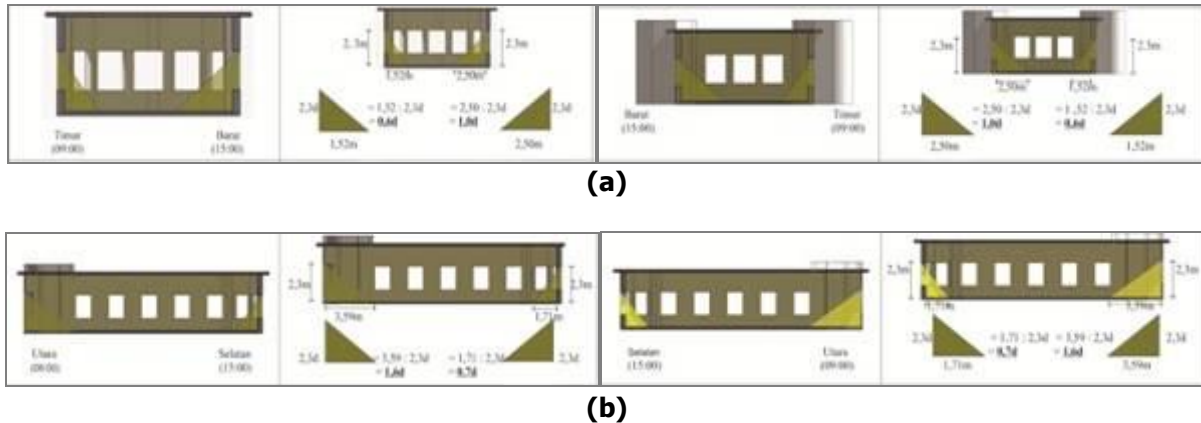 2,3m 2,3m 2,3m 2,3m
1,52m "2,50m" "2,50m" 1,52m
2,3d = 1,52 : 2,3d = 2,50 : 2,3d 2,3d 2,3d = 2,50 : 2,3d = 1,52 : 2,3d 2,3d
= 0,6d = 1,0d = 1,0d = 0,6d
Timur Barat Barat Timur
(09:00) (15:00) 1,52m 2,50m (15:00) (09:00) 2,50m 1,52m
(a)
2,3m 2,3m 2,3m 2,3m
3,59m 1,71m 1,71m 3,59m
2,3d = 3,59 : 2,3d = 1,71 : 2,3d 2,3d 2,3d = 1,71 : 2,3d = 3,59 : 2,3d 2,3d
= 1,6d = 0,7d = 0,7d = 1,6d
Utara Selatan Selatan Utara
(15:00) (15:00) (09:00) 1,71m 3,59m
(b)